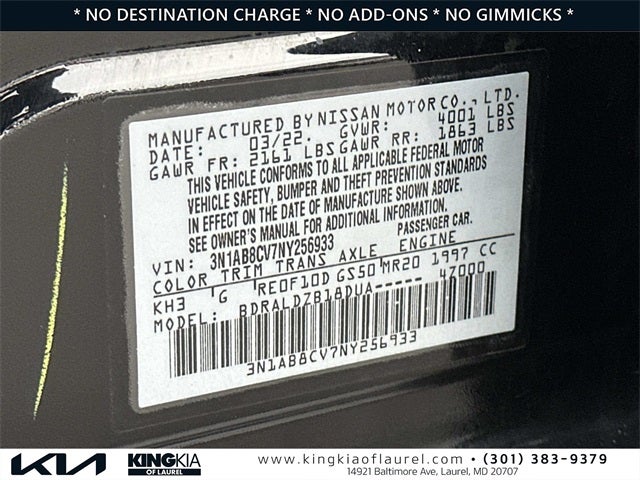 * NO DESTINATION CHARGE * NO ADD-ONS * NO GIMMICKS *
MANUFACTURED BY NISSAN MOTOR CO., LTD.
DATE: 03/22. GVWR: 4001 LBS
GAWR FR: 2161 LBS GAWR RR: 1863 LBS
THIS VEHICLE CONFORMS TO ALL APPLICABLE FEDERAL MOTOR
VEHICLE SAFETY, BUMPER AND THEFT PREVENTION STANDARDS
IN EFFECT ON THE DATE OF MANUFACTURE SHOWN ABOVE.
SEE OWNER'S MANUAL FOR ADDITIONAL INFORMATION.
VIN: 3N1AB8CV7NY256933 PASSENGER CAR.
COLOR TRIM TRANS AXLE ENGINE
KH3 G RE0F10D GS50 MR20 1997 CC
MODEL: BDRALDZB18DUA----- 4Z000
3N1AB8CV7NY256933
KIA KING KIA OF LAUREL www.kingkiaoflaurel.com • (301) 383-9379
14921 Baltimore Ave, Laurel, MD 20707